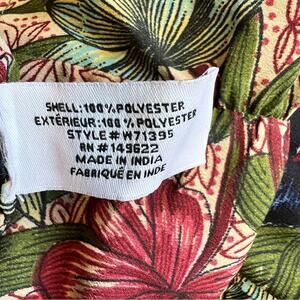 SHELL: 100% POLYESTER
EXTÉRIEUR: 100% POLYESTER
STYLE # W71395
RN # 149622
MADE IN INDIA
FABRIQUÉ EN INDE